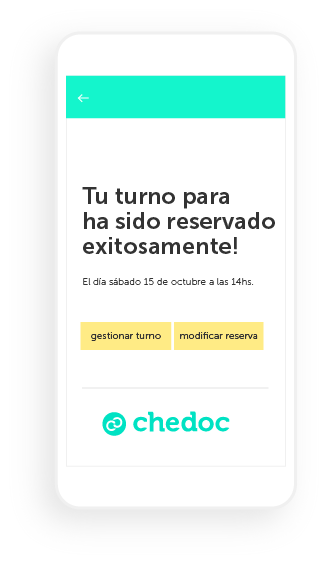 Tu turno para
ha sido reservado
exitosamente!
El día sábado 15 de octubre a las 14hs.
gestionar turno
modificar reserva
chedoc